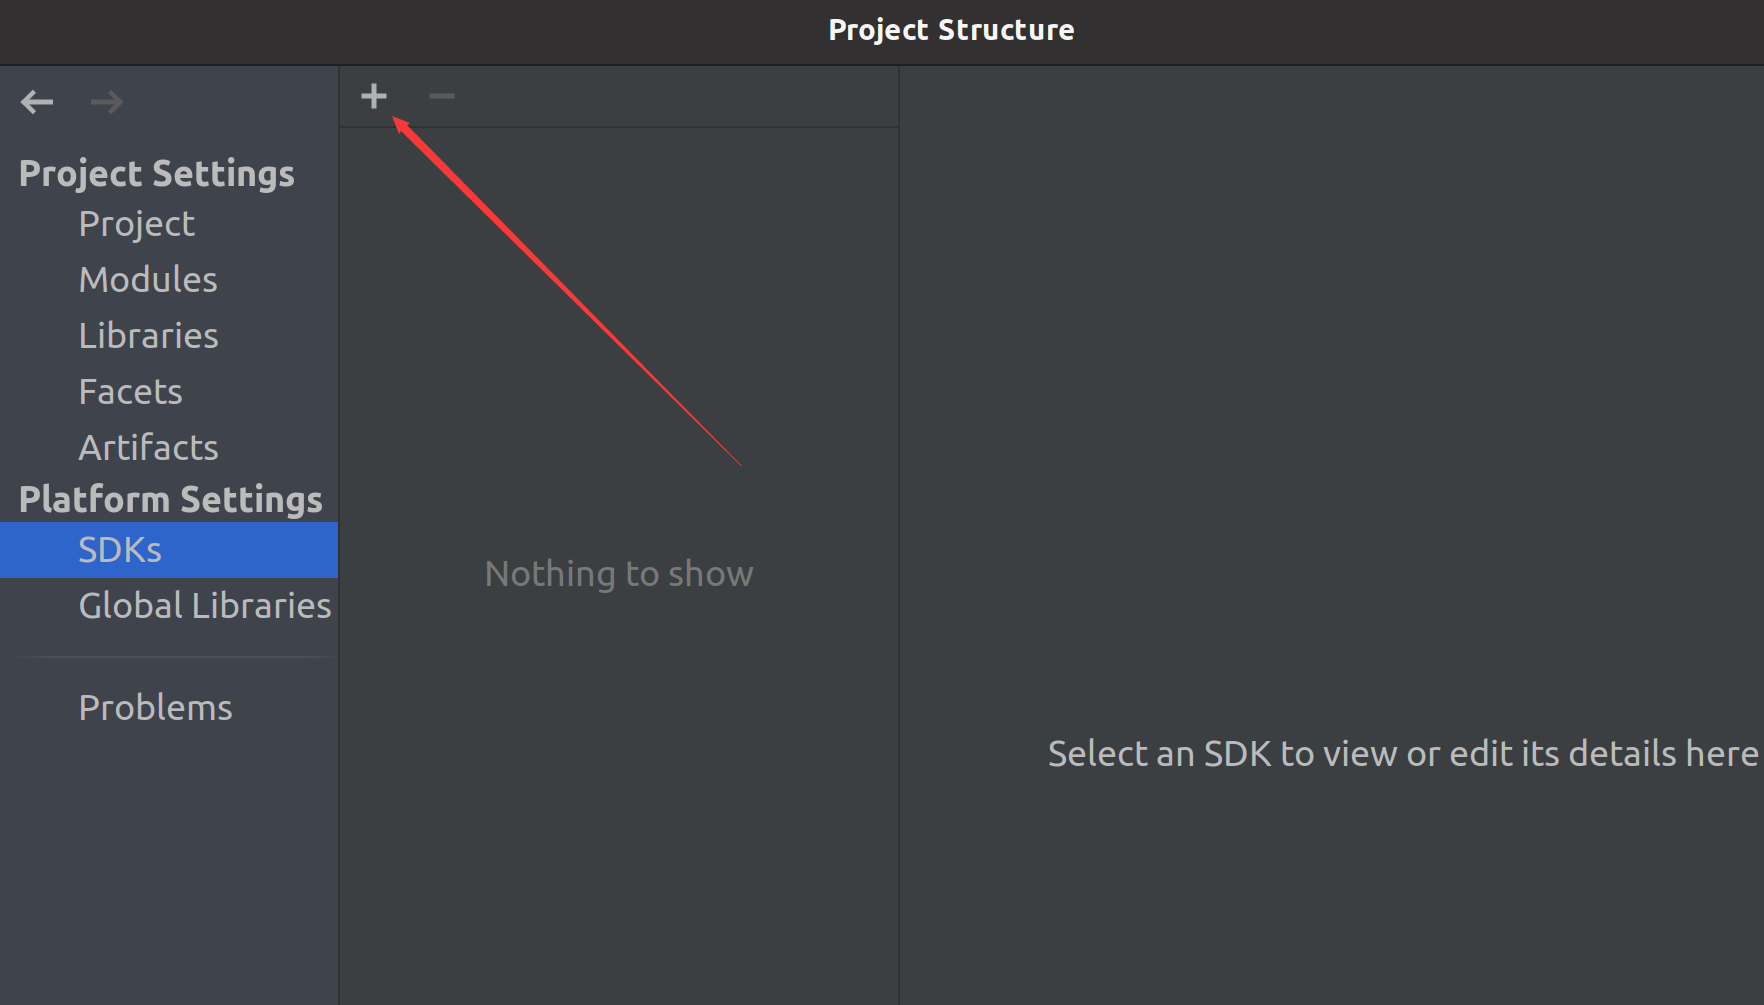 Project Structure
Project Settings
Project
Modules
Libraries
Facets
Artifacts
Platform Settings
SDKs
Global Libraries
Problems
Nothing to show
Select an SDK to view or edit its details here